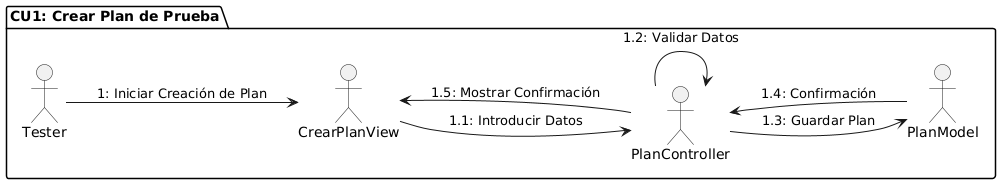 CU1: Crear Plan de Prueba
1.2: Validar Datos
1: Iniciar Creación de Plan
1.5: Mostrar Confirmación
1.4: Confirmación
1.1: Introducir Datos
1.3: Guardar Plan
Tester
CrearPlanView
PlanController
PlanModel